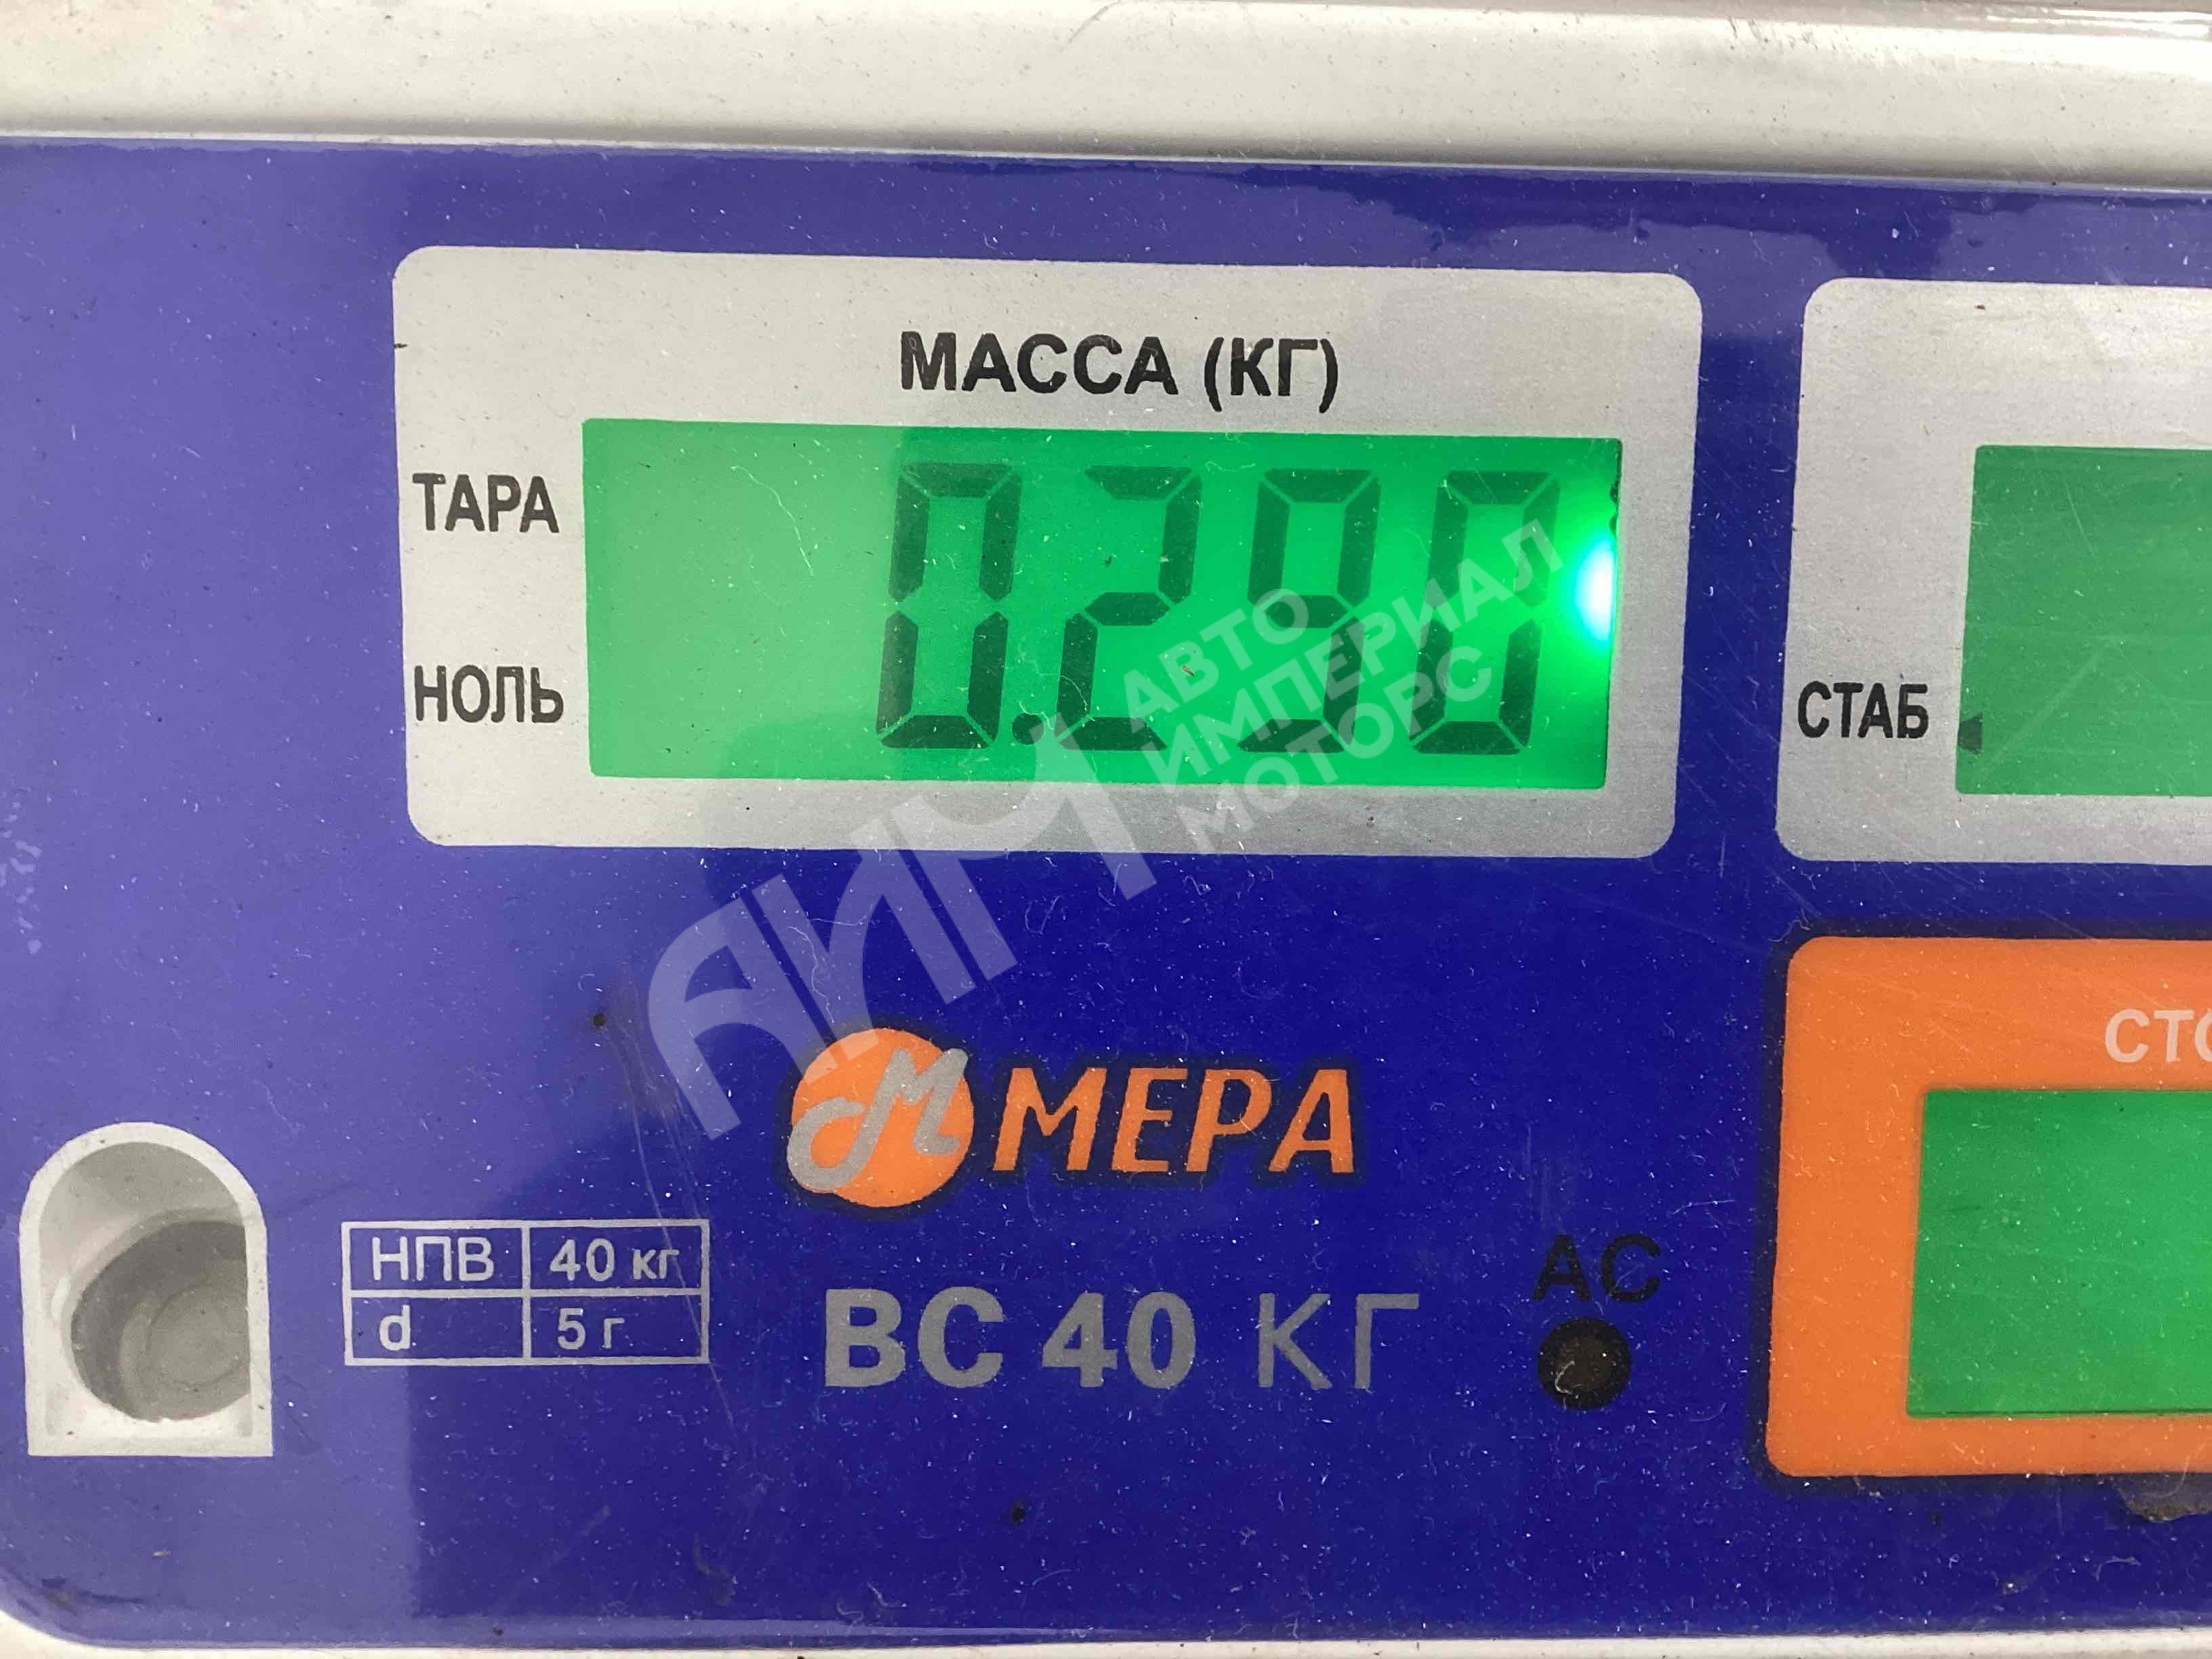 МАССА (КГ)
ТАРА
0.290
НОЛЬ
СТАБ
АИМ
АВТО
ИМПЕРИАЛ
МОТОРС
М МЕРА
НПВ 40 кг
d 5 г
ВС 40 КГ
АС